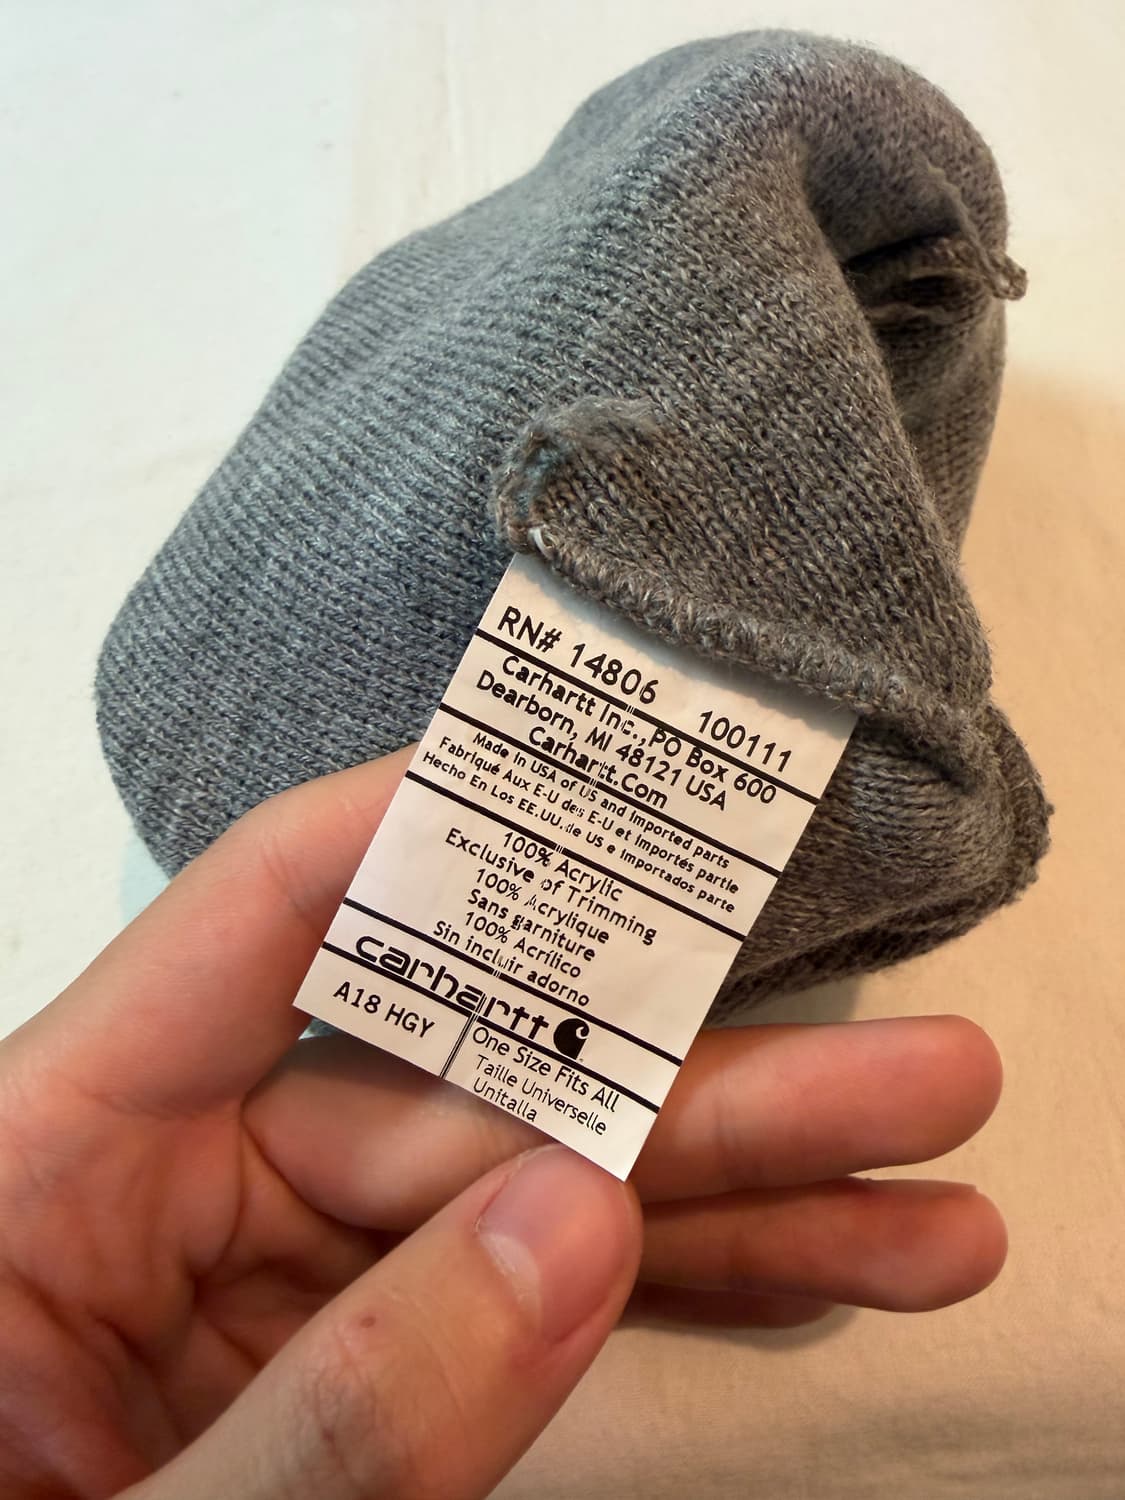 RN# 14806 100111
Carhartt Inc., PO Box 600
Dearborn, MI 48121 USA
Carhartt.Com
Made in USA of US and Imported parts
Fabriqué Aux E-U des E-U et Importés partie
Hecho En Los EE.UU. de US e Importados parte
100% Acrylic
Exclusive of Trimming
100% Acrylique
Sans garniture
100% Acrílico
Sin incluir adorno
carhartt
A18 HGY
One Size Fits All
Taille Universelle
Unitalla